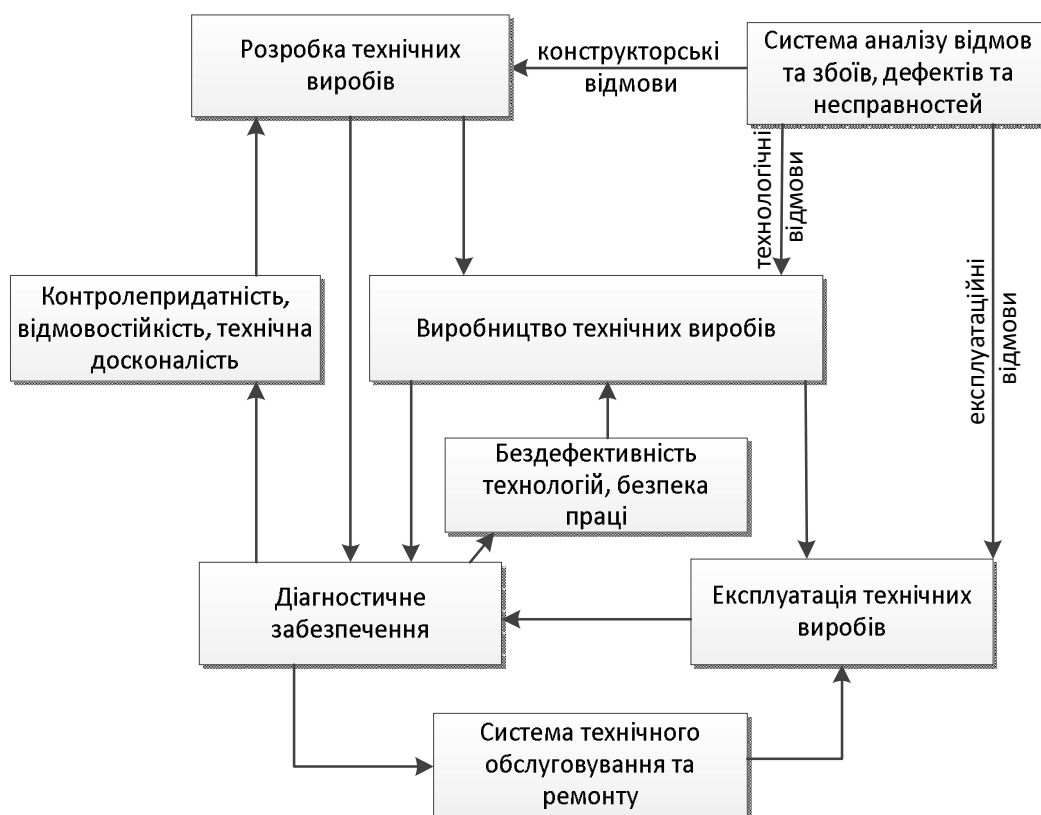 Розробка технічних
виробів
конструкторські
відмови
Система аналізу відмов
та збоїв, дефектів та
несправностей
технологічні
відмови
експлуатаційні
відмови
Контролепридатність,
відмовостійкість, технічна
досконалість
Виробництво технічних виробів
Бездефективність
технологій, безпека
праці
Діагностичне
забезпечення
Експлуатація технічних
виробів
Система технічного
обслуговування та
ремонту